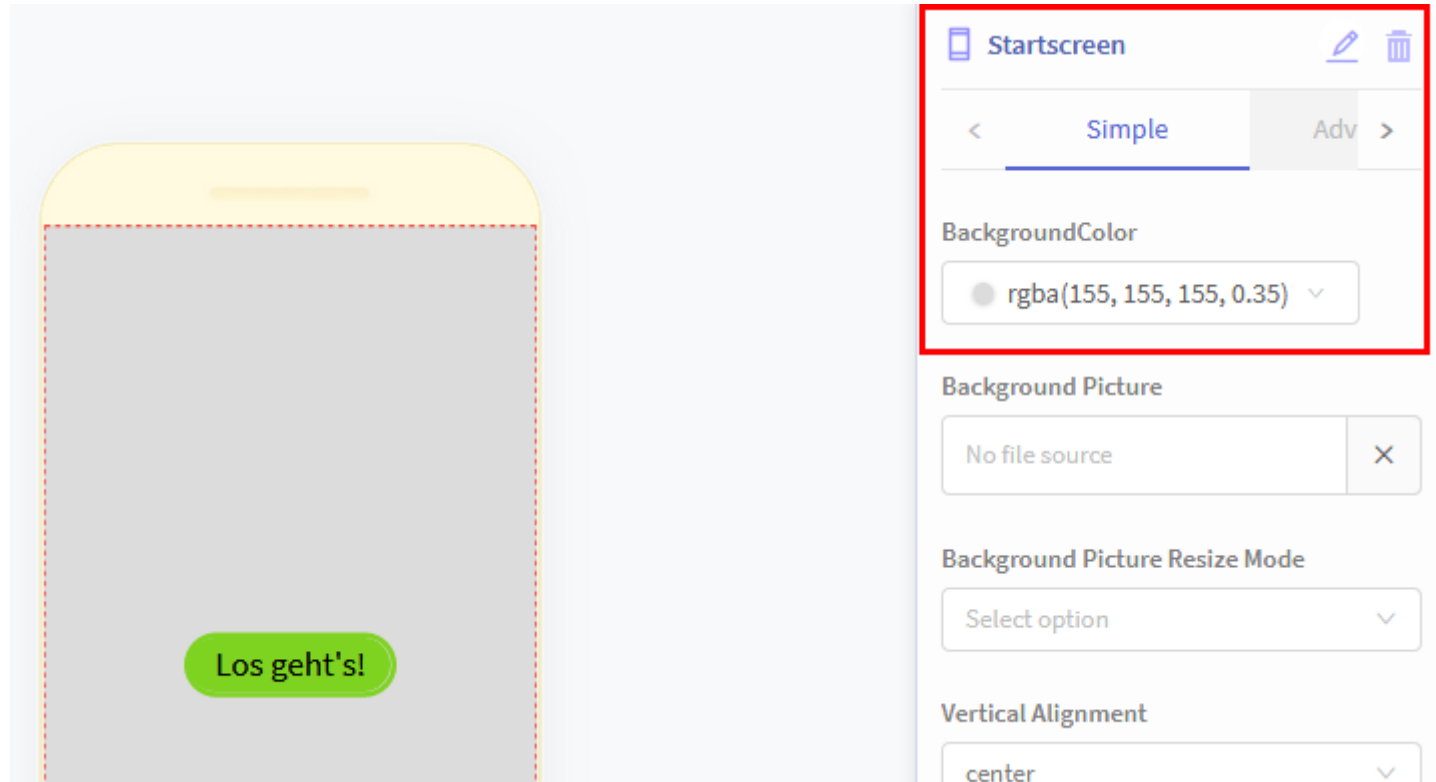 Startscreen
< Simple Adv >
BackgroundColor
rgba(155, 155, 155, 0.35)
Background Picture
No file source
Background Picture Resize Mode
Select option
Los geht's!
Vertical Alignment
center